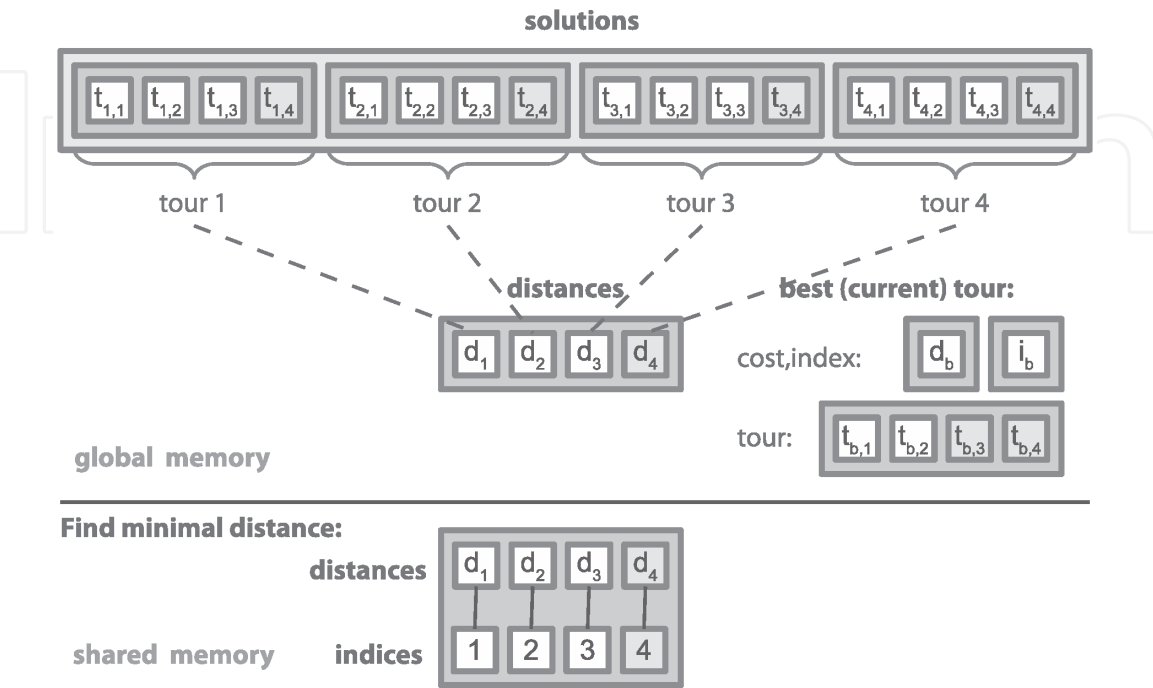 solutions
t1,1 t1,2 t1,3 t1,4 t2,1 t2,2 t2,3 t2,4 t3,1 t3,2 t3,3 t3,4 t4,1 t4,2 t4,3 t4,4
tour 1 tour 2 tour 3 tour 4
distances
d1 d2 d3 d4
best (current) tour:
cost,index: db ib
tour: tb,1 tb,2 tb,3 tb,4
global memory
Find minimal distance:
distances d1 d2 d3 d4
shared memory
indices 1 2 3 4